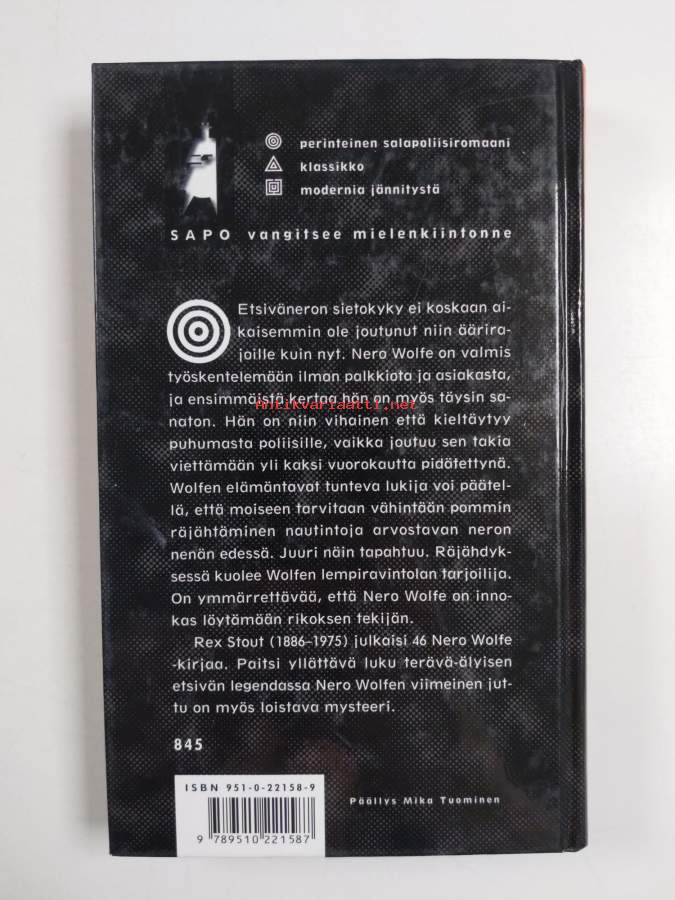 perinteinen salapoliisiromaani
klassikko
modernia jännitystä
SAPO vangitsee mielenkiintonne
Etsiväneron sietokyky ei koskaan ai-
kaisemmin ole joutunut niin äärira-
joille kuin nyt. Nero Wolfe on valmis
työskentelemään ilman palkkiota ja asiakasta,
ja ensimmäistä kertaa hän on myös täysin sa-
antikvariaatti.net
naton. Hän on niin vihainen että kieltäytyy
puhumasta poliisille, vaikka joutuu sen takia
viettämään yli kaksi vuorokautta pidätettynä.
Wolfen elämäntavat tunteva lukija voi päätel-
lä, että moiseen tarvitaan vähintään pommin
räjähtäminen nautintoja arvostavan neron
nenän edessä. Juuri näin tapahtuu. Räjähdyk-
sessä kuolee Wolfen lempiravintolan tarjoilija.
On ymmärrettävää, että Nero Wolfe on inno-
kas löytämään rikoksen tekijän.
Rex Stout (1886–1975) julkaisi 46 Nero Wolfe
-kirjaa. Paitsi yllättävä luku terävä-älyisen
etsivän legendassa Nero Wolfen viimeinen jut-
tu on myös loistava mysteeri.
845
ISBN 951-0-22158-9
9 789510 221587
Päällys Mika Tuominen